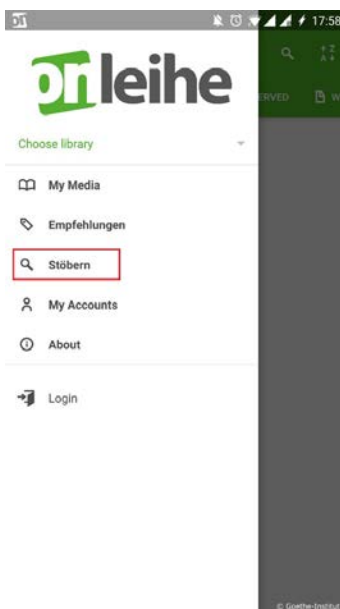 17:58
onleihe
ERVED
W
Choose library
My Media
Empfehlungen
Stöbern
My Accounts
About
Login
© Goethe-Institut